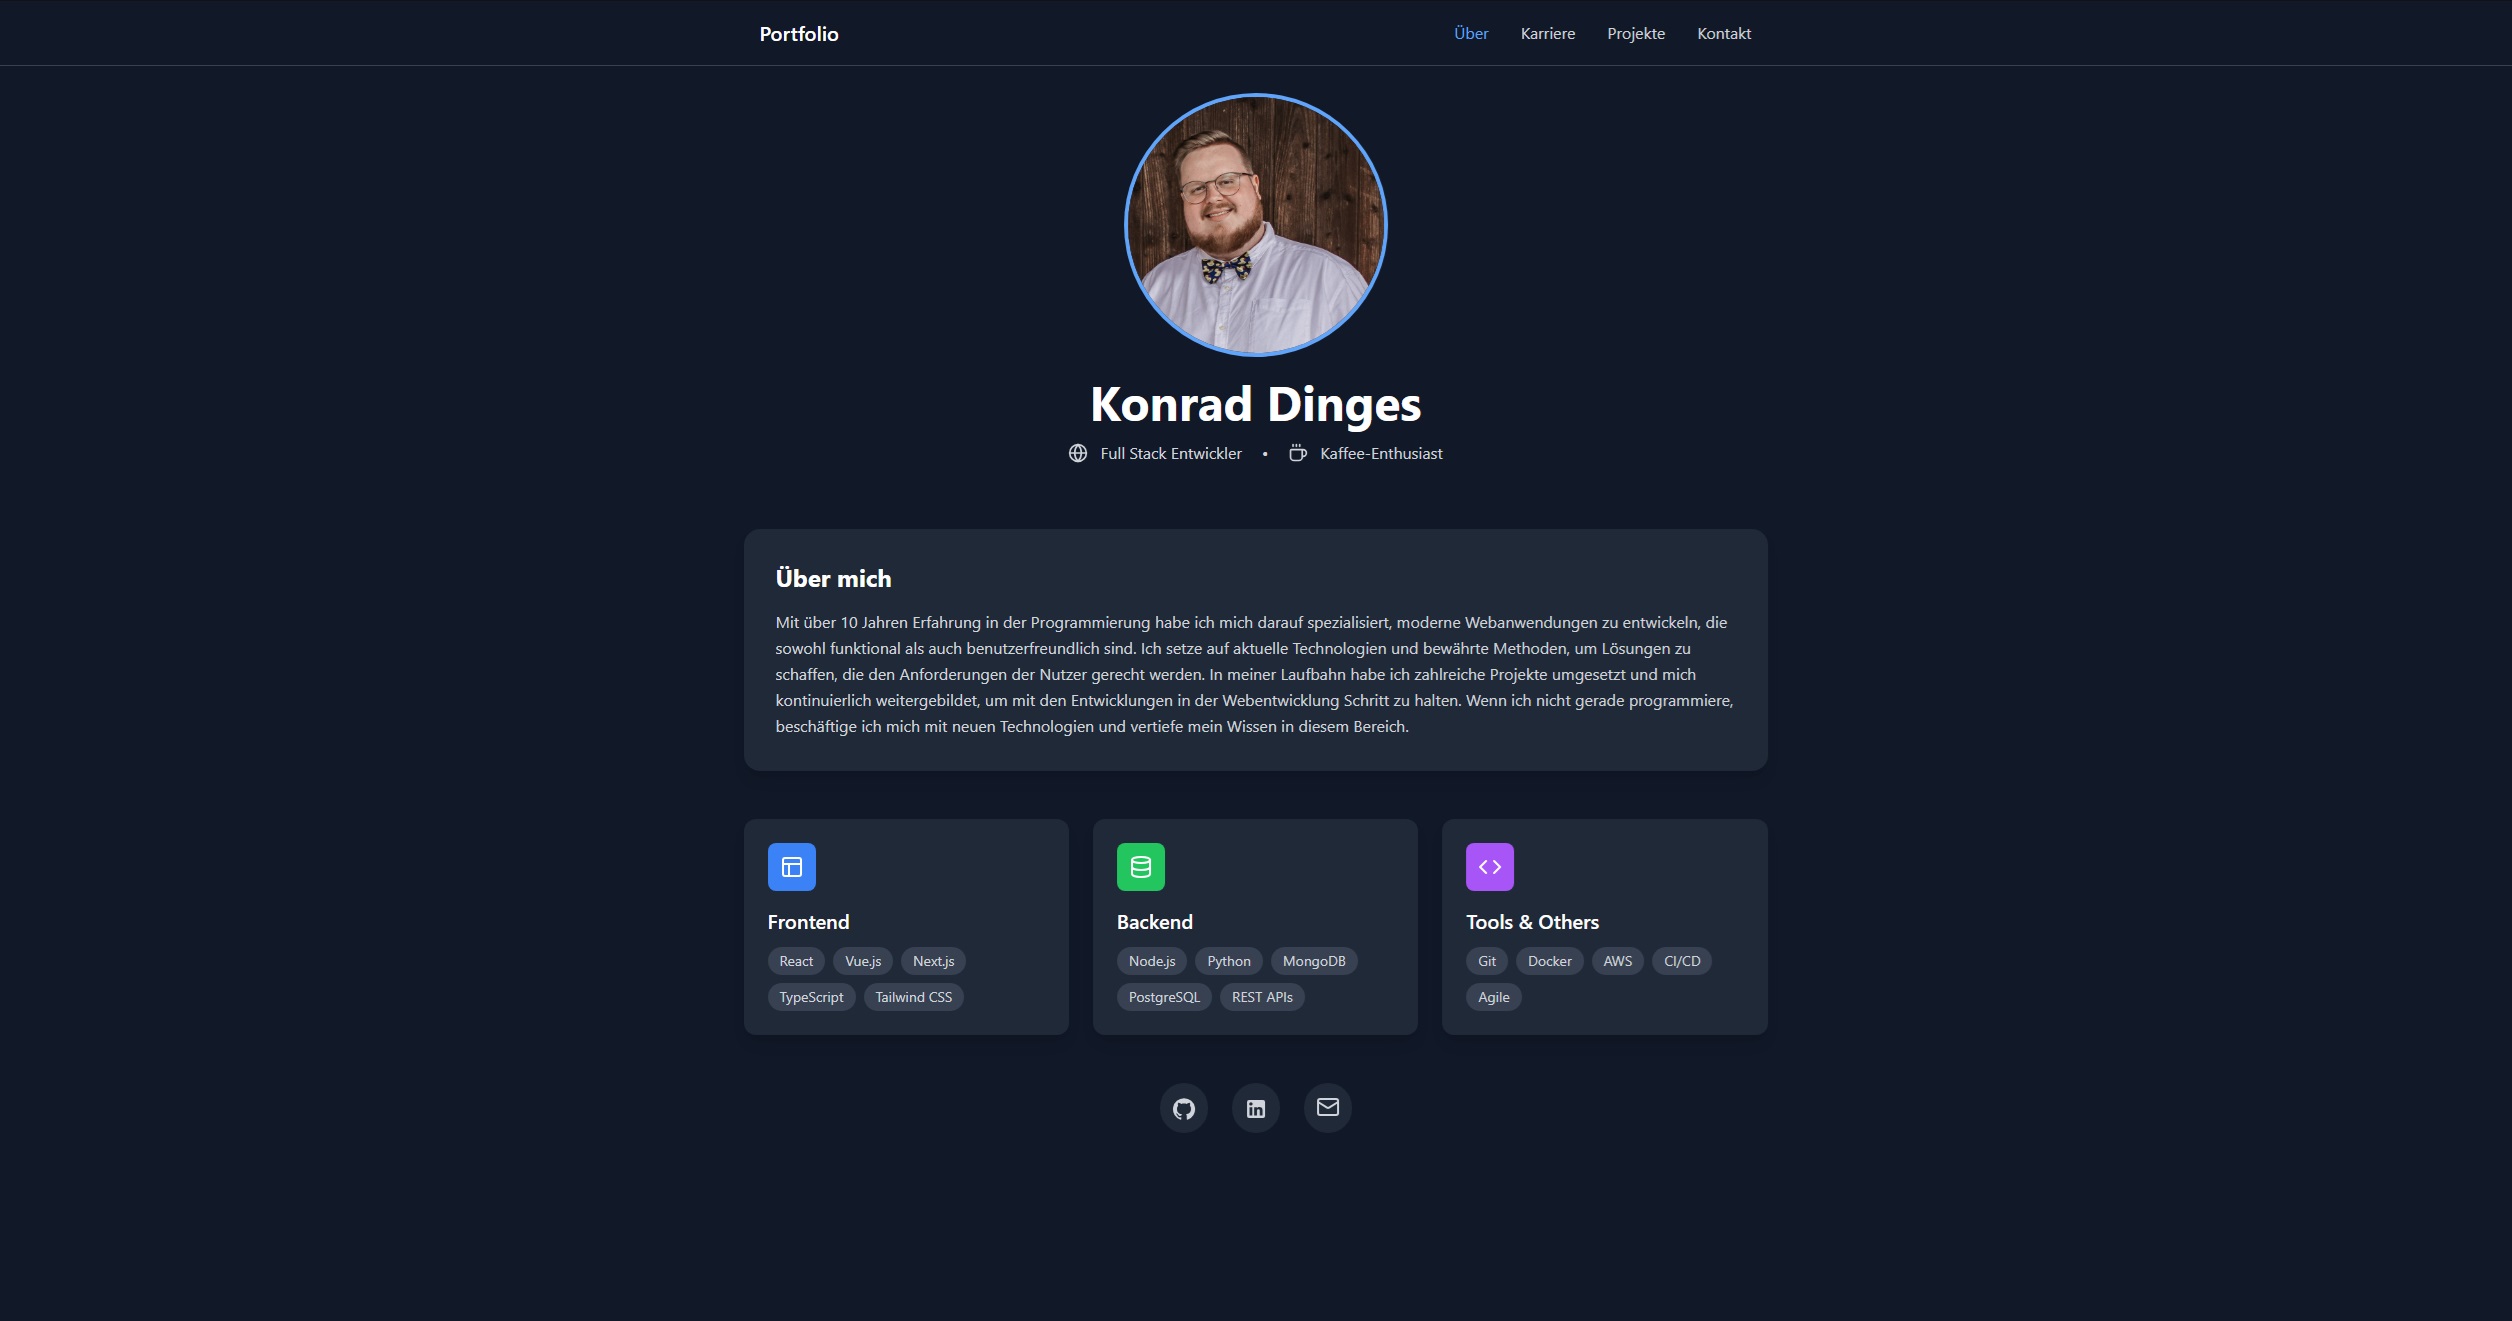 Portfolio
Über
Karriere
Projekte
Kontakt
Konrad Dinges
Full Stack Entwickler • Kaffee-Enthusiast
Über mich
Mit über 10 Jahren Erfahrung in der Programmierung habe ich mich darauf spezialisiert, moderne Webanwendungen zu entwickeln, die
sowohl funktional als auch benutzerfreundlich sind. Ich setze auf aktuelle Technologien und bewährte Methoden, um Lösungen zu
schaffen, die den Anforderungen der Nutzer gerecht werden. In meiner Laufbahn habe ich zahlreiche Projekte umgesetzt und mich
kontinuierlich weitergebildet, um mit den Entwicklungen in der Webentwicklung Schritt zu halten. Wenn ich nicht gerade programmiere,
beschäftige ich mich mit neuen Technologien und vertiefe mein Wissen in diesem Bereich.
Frontend
React Vue.js Next.js
TypeScript Tailwind CSS
Backend
Node.js Python MongoDB
PostgreSQL REST APIs
Tools & Others
Git Docker AWS CI/CD
Agile